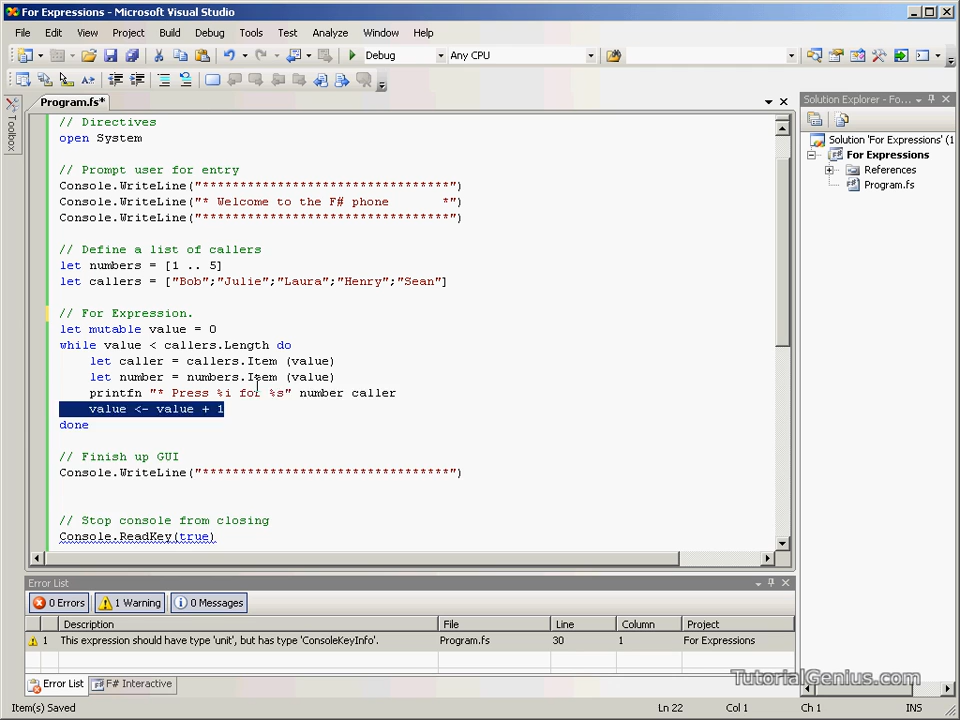 For Expressions - Microsoft Visual Studio
File Edit View Project Build Debug Tools Test Analyze Window Help
Debug Any CPU
Program.fs*
Toolbox
// Directives
open System
// Prompt user for entry
Console.WriteLine("*********************************")
Console.WriteLine("* Welcome to the F# phone       *")
Console.WriteLine("*********************************")
// Define a list of callers
let numbers = [1 .. 5]
let callers = ["Bob";"Julie";"Laura";"Henry";"Sean"]
// For Expression.
let mutable value = 0
while value < callers.Length do
    let caller = callers.Item (value)
    let number = numbers.Item (value)
    printfn "* Press %i for %s" number caller
    value <- value + 1
done
// Finish up GUI
Console.WriteLine("*********************************")
// Stop console from closing
Console.ReadKey(true)
Solution Explorer - Fo...
Solution 'For Expressions' (1
For Expressions
References
Program.fs
Error List
0 Errors 1 Warning 0 Messages
Description File Line Column Project
1 This expression should have type 'unit', but has type 'ConsoleKeyInfo'. Program.fs 30 1 For Expressions
Error List F# Interactive
TutorialGenius.com
Item(s) Saved Ln 22 Col 1 Ch 1 INS